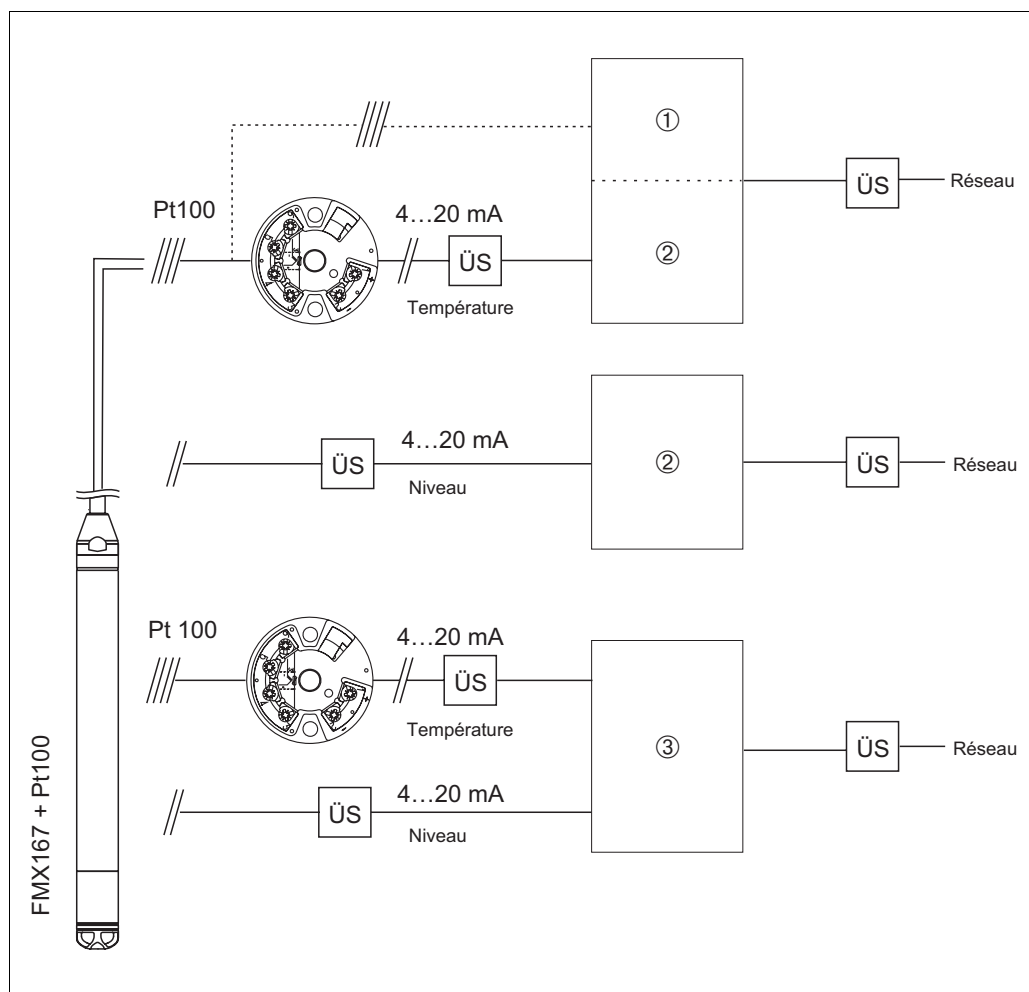 ①
Pt100
4...20 mA
ÜS
Température
②
ÜS
Réseau
ÜS
4...20 mA
Niveau
②
ÜS
Réseau
Pt 100
4...20 mA
ÜS
Température
③
ÜS
Réseau
ÜS
4...20 mA
Niveau
FMX167 + Pt100